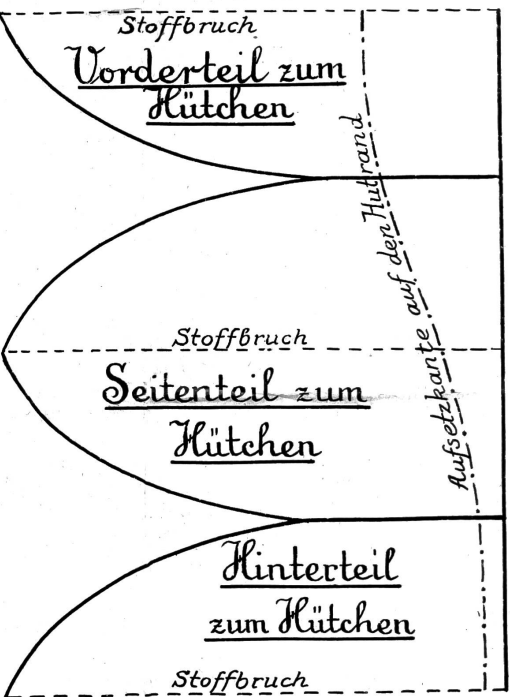 Stoffbruch
Vorderteil zum
Hütchen
Aufsetzkante auf den Hutrand
Stoffbruch
Seitenteil zum
Hütchen
Hinterteil
zum Hütchen
Stoffbruch